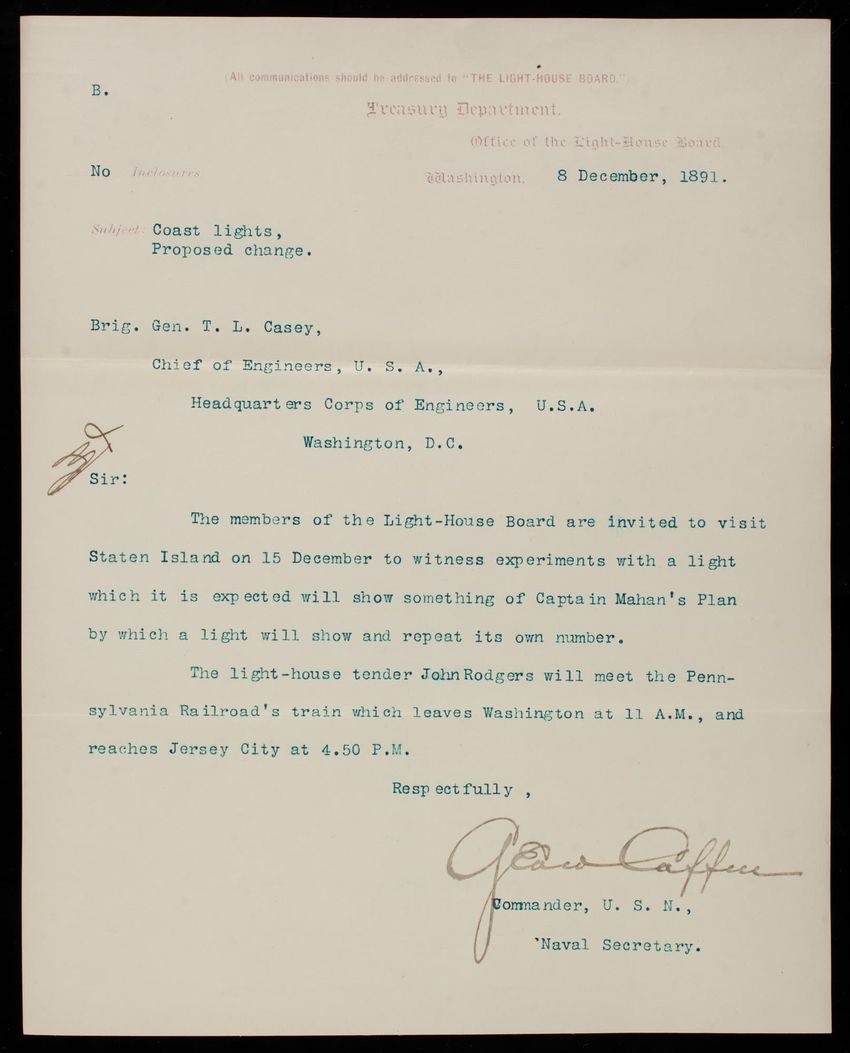 (All communications should be addressed to "THE LIGHT-HOUSE BOARD.")
B.
Treasury Department,
Office of the Light-House Board,
No Inclosures
Washington, 8 December, 1891.
Subject: Coast lights,
Proposed change.
Brig. Gen. T. L. Casey,
Chief of Engineers, U. S. A.,
Headquarters Corps of Engineers, U.S.A.
Washington, D.C.
Sir:
The members of the Light-House Board are invited to visit
Staten Island on 15 December to witness experiments with a light
which it is expected will show something of Captain Mahan's Plan
by which a light will show and repeat its own number.
The light-house tender John Rodgers will meet the Penn-
sylvania Railroad's train which leaves Washington at 11 A.M., and
reaches Jersey City at 4.50 P.M.
Respectfully ,
Coffin
Commander, U. S. N.,
'Naval Secretary.